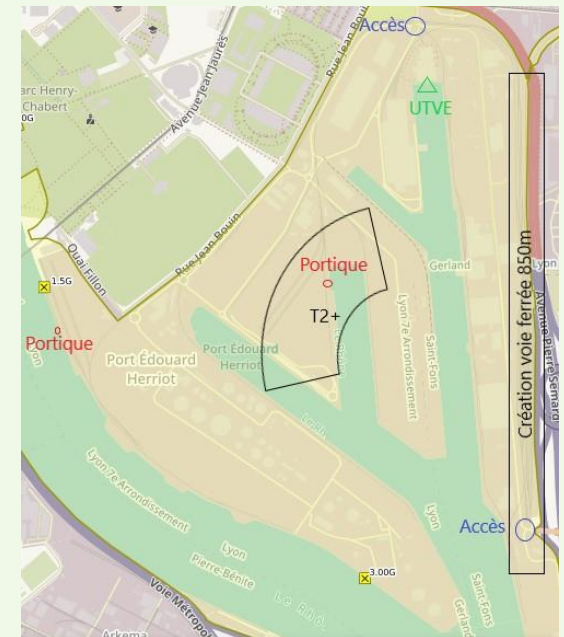 Accès
Rue Jean Bouin
arc Henry-
Chabert
0G
Avenue Jean Jaurès
UTVE
Quai Fillon
Rue Jean Bouin
1.5G
Portique
Gerland
Lyon
T2+
Portique
Lyon
Port Édouard
Herriot
Port Édouard
Herriot
Lyon 7e Arrondissement
Saint-Fons
Création voie ferrée 850m
Avenue Pierre Semard
Lyon 7e Arrondissement
Lyon
Pierre-Bénite
Lyon
Accès
3.00G
Le Rhô
Saint-Fons
Gerland
Voie Métropol
Arkema